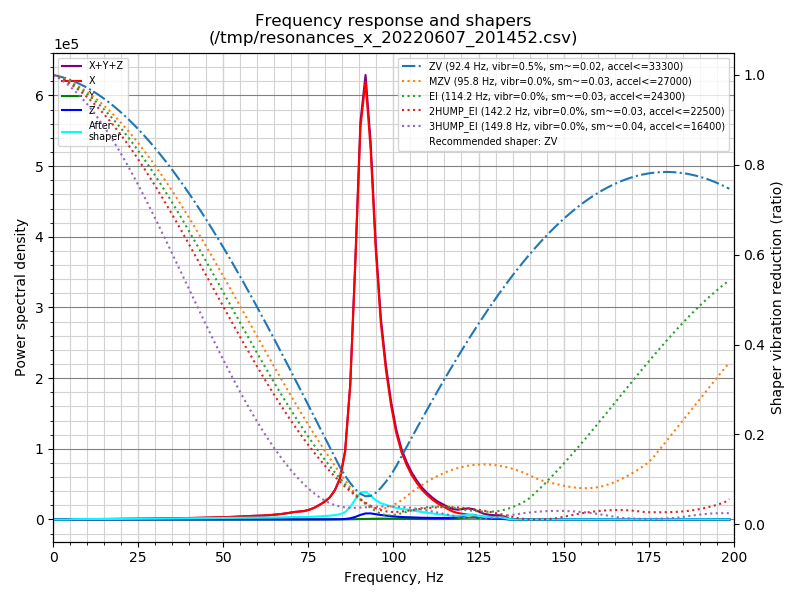 Frequency response and shapers
(/tmp/resonances_x_20220607_201452.csv)
1e5
X+Y+Z
X
Y
Z
After
shaper
ZV (92.4 Hz, vibr=0.5%, sm~=0.02, accel<=33300)
MZV (95.8 Hz, vibr=0.0%, sm~=0.03, accel<=27000)
EI (114.2 Hz, vibr=0.0%, sm~=0.03, accel<=24300)
2HUMP_EI (142.2 Hz, vibr=0.0%, sm~=0.03, accel<=22500)
3HUMP_EI (149.8 Hz, vibr=0.0%, sm~=0.04, accel<=16400)
Recommended shaper: ZV
Power spectral density
6
5
4
3
2
1
0
1.0
0.8
0.6
0.4
0.2
0.0
Shaper vibration reduction (ratio)
0 25 50 75 100 125 150 175 200
Frequency, Hz